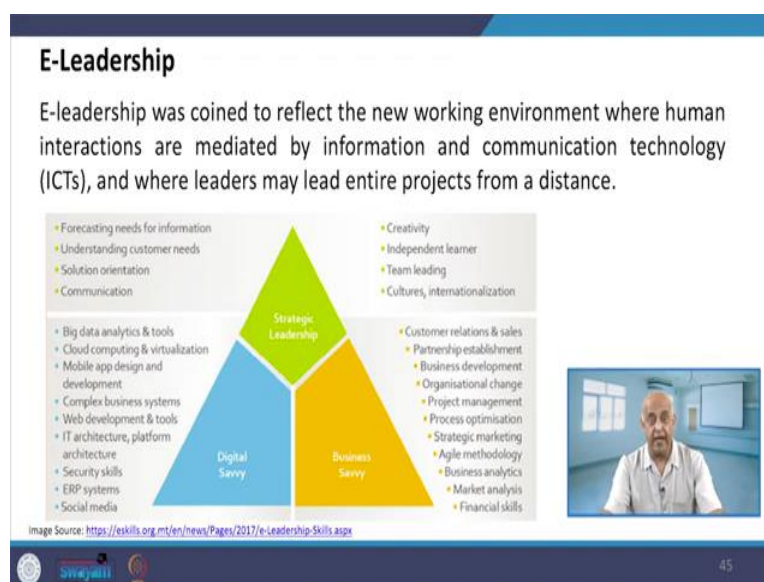 E-Leadership
E-leadership was coined to reflect the new working environment where human
interactions are mediated by information and communication technology
(ICTs), and where leaders may lead entire projects from a distance.
• Forecasting needs for information
• Understanding customer needs
• Solution orientation
• Communication
• Creativity
• Independent learner
• Team leading
• Cultures, internationalization
Strategic
Leadership
• Big data analytics & tools
• Cloud computing & virtualization
• Mobile app design and
development
• Complex business systems
• Web development & tools
• IT architecture, platform
architecture
• Security skills
• ERP systems
• Social media
Digital
Savvy
Business
Savvy
• Customer relations & sales
• Partnership establishment
• Business development
• Organisational change
• Project management
• Process optimisation
• Strategic marketing
• Agile methodology
• Business analytics
• Market analysis
• Financial skills
Image Source: https://eskills.org.mt/en/news/Pages/2017/e-Leadership-Skills.aspx
swayam
45